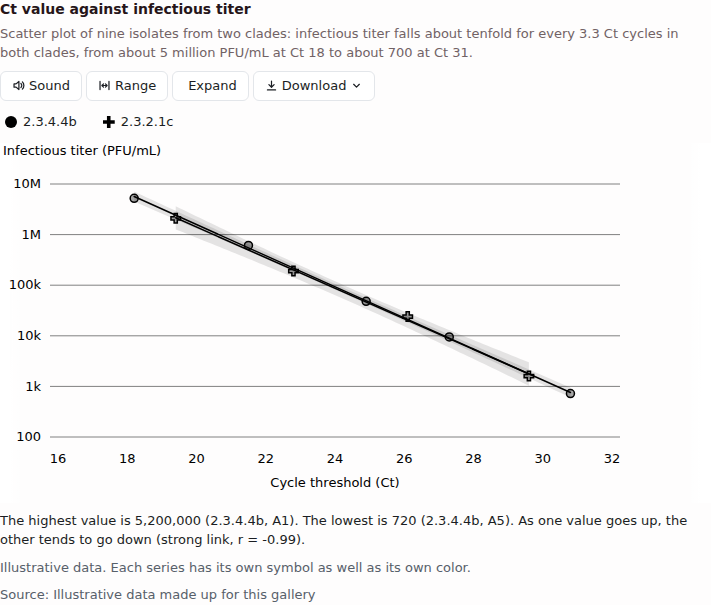 Ct value against infectious titer
Scatter plot of nine isolates from two clades: infectious titer falls about tenfold for every 3.3 Ct cycles in
both clades, from about 5 million PFU/mL at Ct 18 to about 700 at Ct 31.
Sound Range Expand Download
2.3.4.4b 2.3.2.1c
Infectious titer (PFU/mL)
10M
1M
100k
10k
1k
100
16 18 20 22 24 26 28 30 32
Cycle threshold (Ct)
The highest value is 5,200,000 (2.3.4.4b, A1). The lowest is 720 (2.3.4.4b, A5). As one value goes up, the
other tends to go down (strong link, r = -0.99).
Illustrative data. Each series has its own symbol as well as its own color.
Source: Illustrative data made up for this gallery